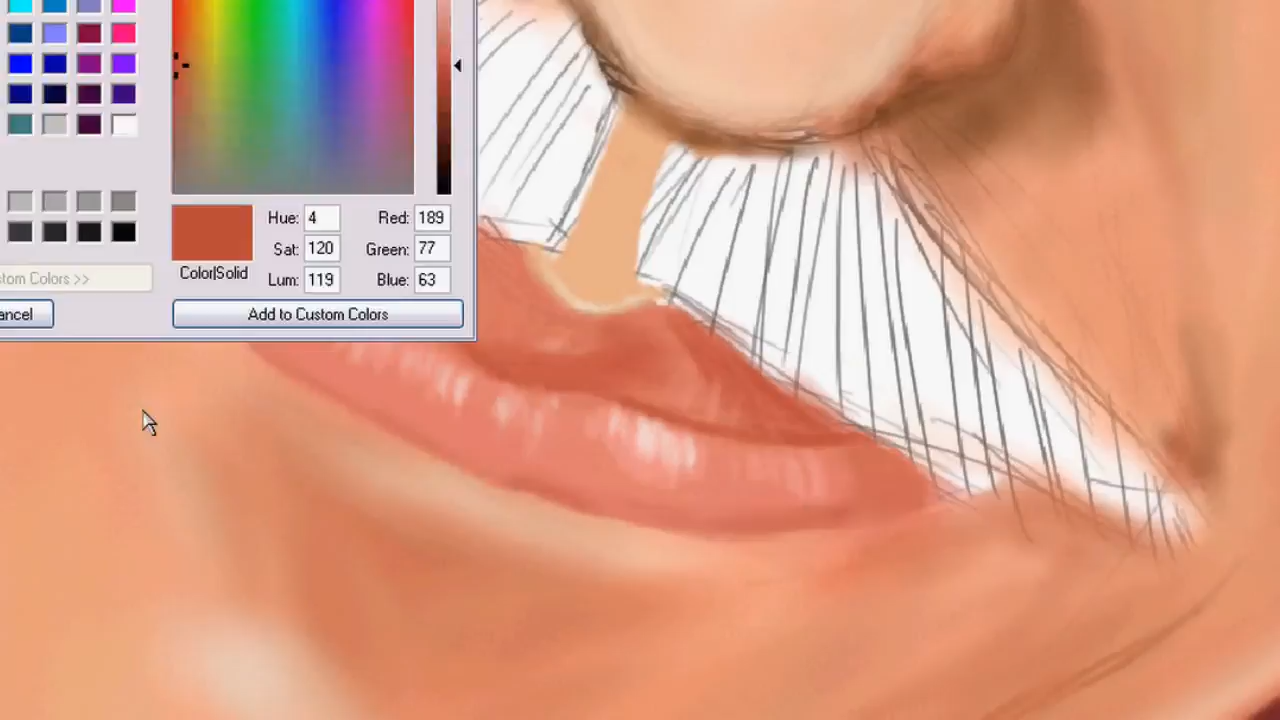 Hue: 4 Red: 189
Sat: 120 Green: 77
Color|Solid
Lum: 119 Blue: 63
tom Colors >>
ancel Add to Custom Colors